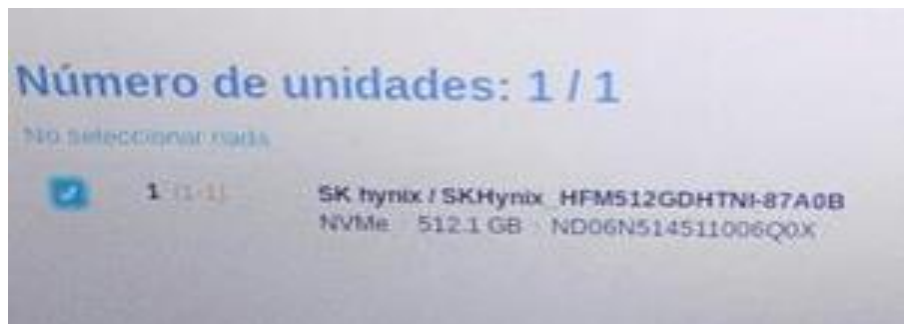 Número de unidades: 1 / 1
No seleccionar nada
1 (1-1) SK hynix / SKHynix_HFM512GDHTNI-87A0B
NVMe 512.1 GB ND06N514511006Q0X